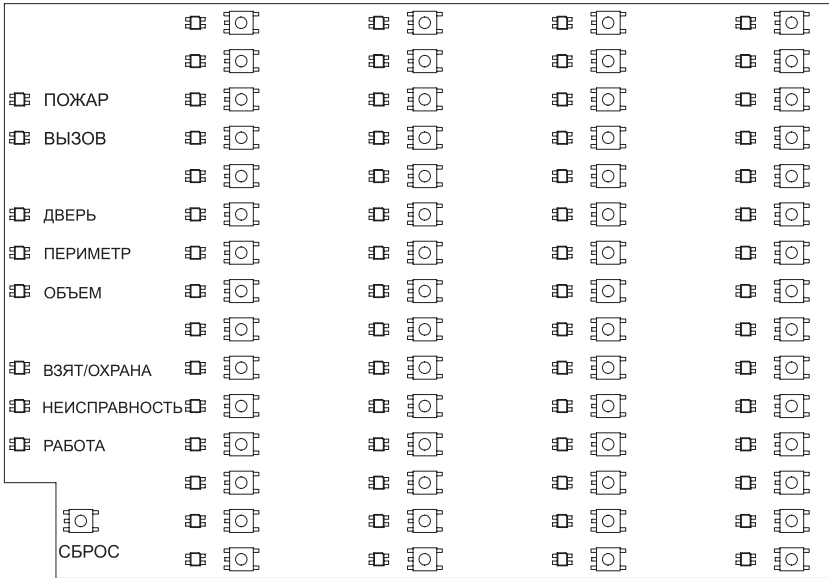 ПОЖАР
ВЫЗОВ
ДВЕРЬ
ПЕРИМЕТР
ОБЪЕМ
ВЗЯТ/ОХРАНА
НЕИСПРАВНОСТЬ
РАБОТА
СБРОС